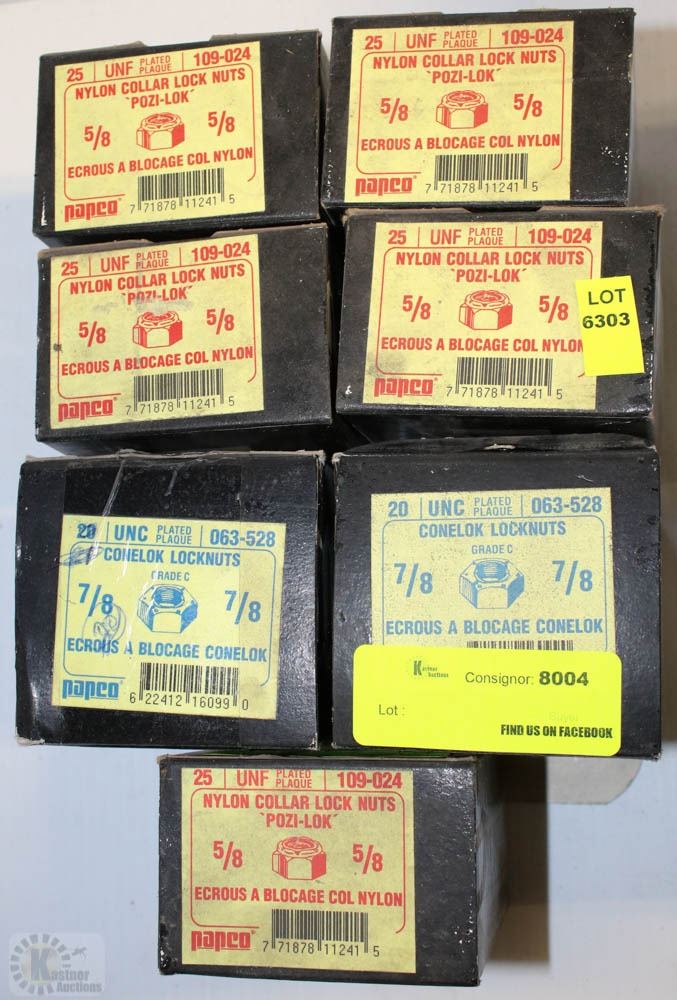 25 UNF PLATED PLAQUE 109-024
NYLON COLLAR LOCK NUTS
`POZI-LOK´
5/8 5/8
ECROUS A BLOCAGE COL NYLON
papco®
7 71878 11241 5
25 UNF PLATED PLAQUE 109-024
NYLON COLLAR LOCK NUTS
`POZI-LOK´
5/8 5/8
ECROUS A BLOCAGE COL NYLON
papco®
7 71878 11241 5
25 UNF PLATED PLAQUE 109-024
NYLON COLLAR LOCK NUTS
`POZI-LOK´
5/8 5/8
ECROUS A BLOCAGE COL NYLON
papco®
7 71878 11241 5
25 UNF PLATED PLAQUE 109-024
NYLON COLLAR LOCK NUTS
`POZI-LOK´
5/8 5/8
ECROUS A BLOCAGE COL NYLON
papco®
7 71878 11241 5
LOT
6303
20 UNC PLATED PLAQUE 063-528
CONELOK LOCKNUTS
GRADE C
7/8 7/8
ECROUS A BLOCAGE CONELOK
papco
6 22412 16099 0
20 UNC PLATED PLAQUE 063-528
CONELOK LOCKNUTS
GRADE C
7/8 7/8
ECROUS A BLOCAGE CONELOK
Kastner Auctions
Consignor: 8004
Lot :
Buyer
FIND US ON FACEBOOK
25 UNF PLATED PLAQUE 109-024
NYLON COLLAR LOCK NUTS
`POZI-LOK´
5/8 5/8
ECROUS A BLOCAGE COL NYLON
papco®
7 71878 11241 5
Kastner
Auctions